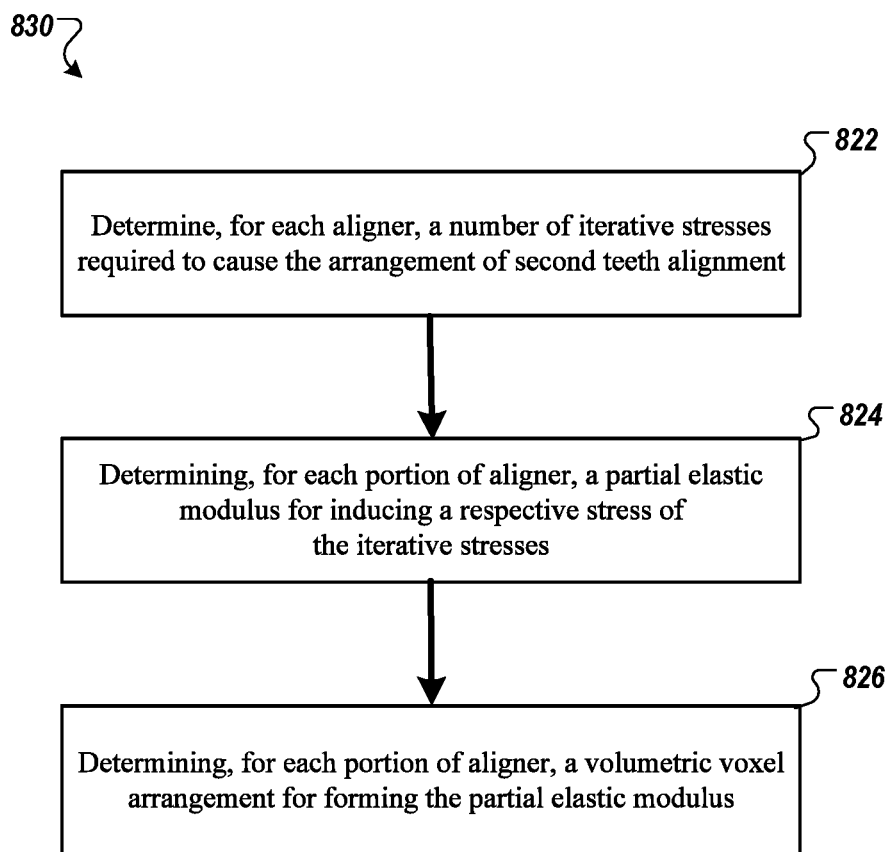 830
822
Determine, for each aligner, a number of iterative stresses
required to cause the arrangement of second teeth alignment
824
Determining, for each portion of aligner, a partial elastic
modulus for inducing a respective stress of
the iterative stresses
826
Determining, for each portion of aligner, a volumetric voxel
arrangement for forming the partial elastic modulus